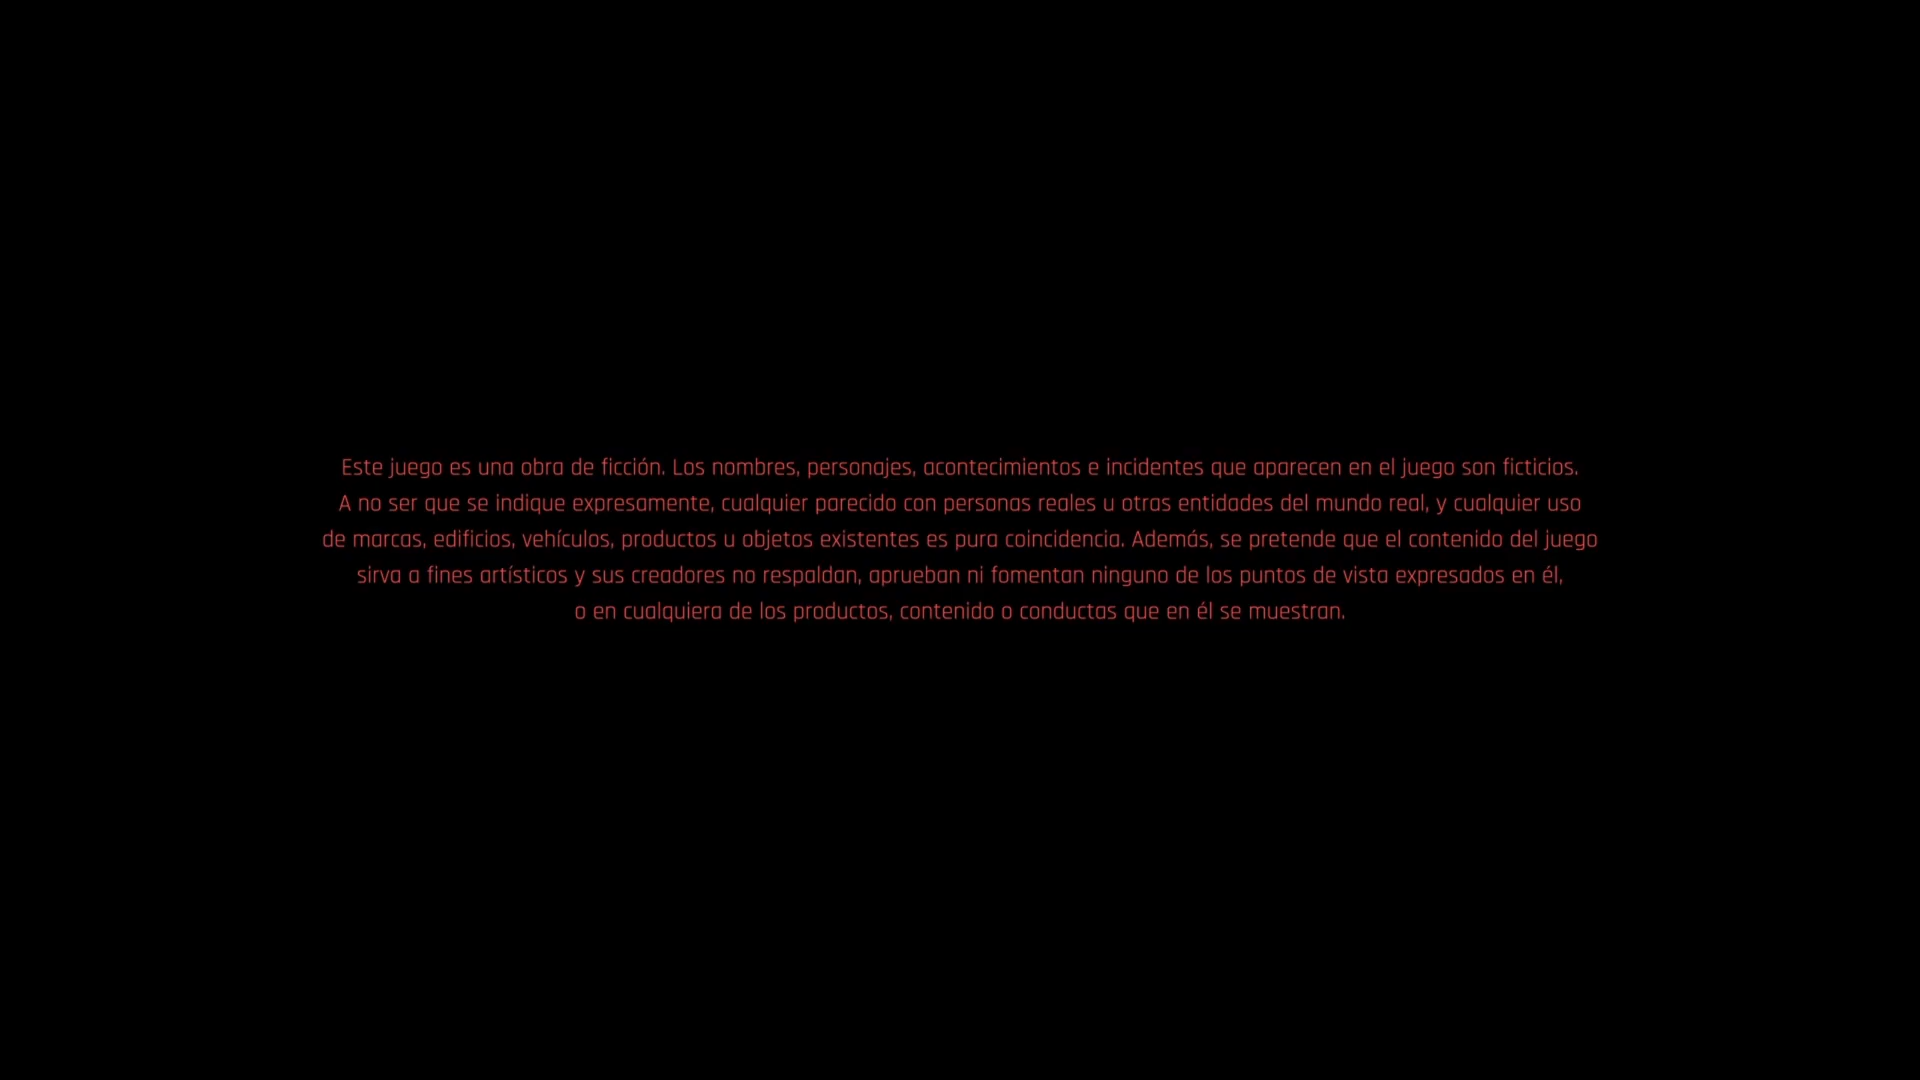 Este juego es una obra de ficción. Los nombres, personajes, acontecimientos e incidentes que aparecen en el juego son ficticios.
A no ser que se indique expresamente, cualquier parecido con personas reales u otras entidades del mundo real, y cualquier uso
de marcas, edificios, vehículos, productos u objetos existentes es pura coincidencia. Además, se pretende que el contenido del juego
sirva a fines artísticos y sus creadores no respaldan, aprueban ni fomentan ninguno de los puntos de vista expresados en él,
o en cualquiera de los productos, contenido o conductas que en él se muestran.